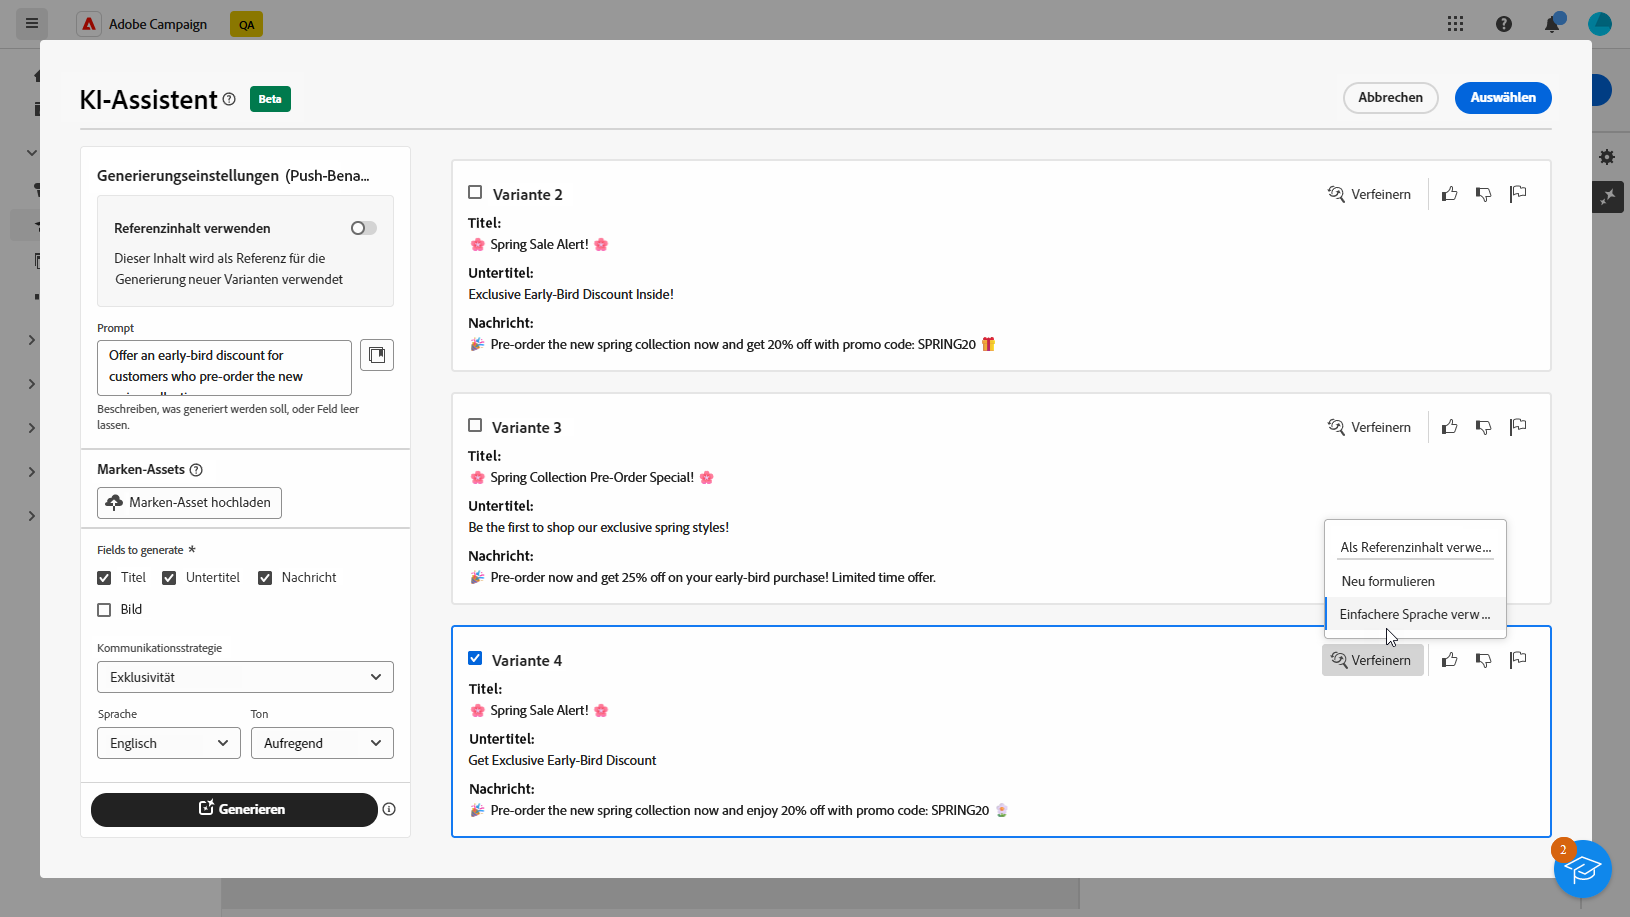 Adobe Campaign
QA
KI-Assistent
Beta
Abbrechen
Auswählen
Generierungseinstellungen (Push-Bena...
Referenzinhalt verwenden
Dieser Inhalt wird als Referenz für die
Generierung neuer Varianten verwendet
Prompt
Offer an early-bird discount for
customers who pre-order the new
Beschreiben, was generiert werden soll, oder Feld leer
lassen.
Marken-Assets
Marken-Asset hochladen
Fields to generate *
Titel
Untertitel
Nachricht
Bild
Kommunikationsstrategie
Exklusivität
Sprache
Ton
Englisch
Aufregend
Generieren
Variante 2
Verfeinern
Titel:
🌸 Spring Sale Alert! 🌸
Untertitel:
Exclusive Early-Bird Discount Inside!
Nachricht:
🎉 Pre-order the new spring collection now and get 20% off with promo code: SPRING20 🎁
Variante 3
Verfeinern
Titel:
🌸 Spring Collection Pre-Order Special! 🌸
Untertitel:
Be the first to shop our exclusive spring styles!
Nachricht:
🎉 Pre-order now and get 25% off on your early-bird purchase! Limited time offer.
Als Referenzinhalt verwe...
Neu formulieren
Einfachere Sprache verw...
Variante 4
Verfeinern
Titel:
🌸 Spring Sale Alert! 🌸
Untertitel:
Get Exclusive Early-Bird Discount
Nachricht:
🎉 Pre-order the new spring collection now and enjoy 20% off with promo code: SPRING20 🌷
2